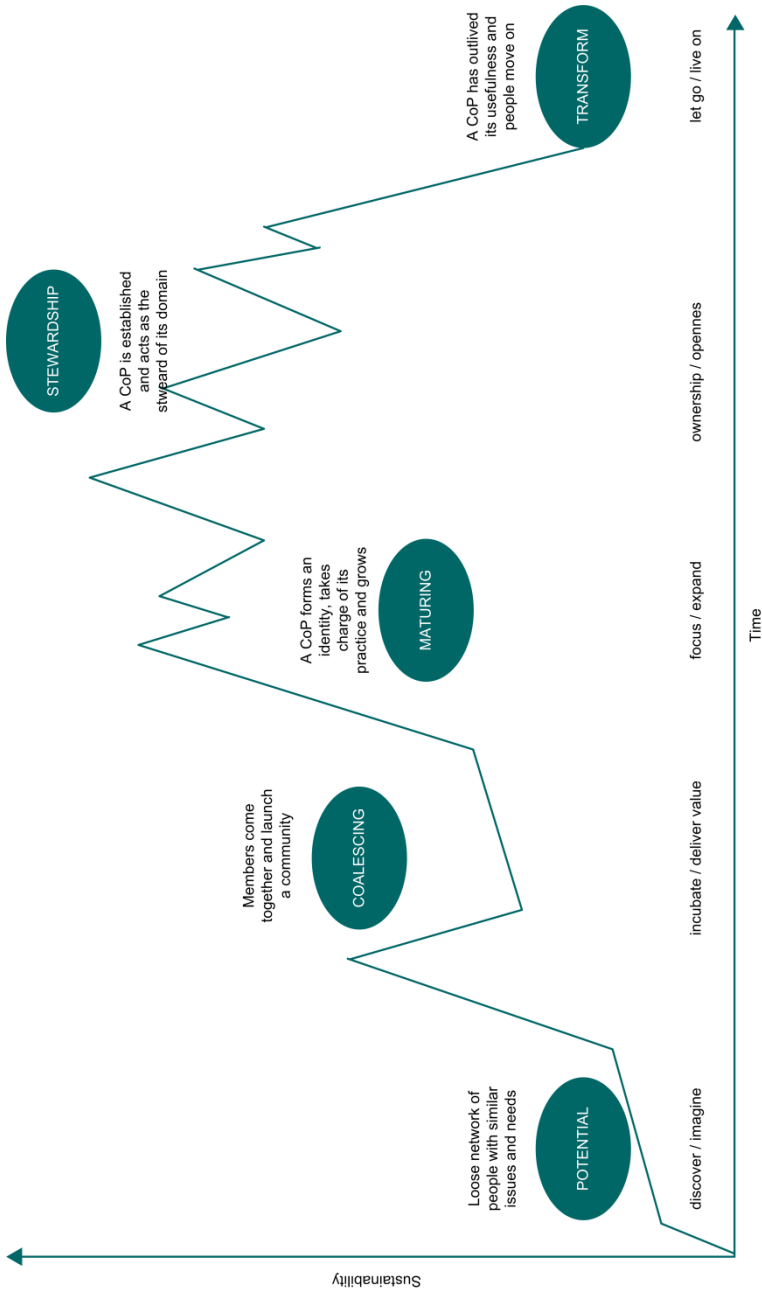 Sustainability
POTENTIAL
Loose network of
people with similar
issues and needs
discover / imagine
COALESCING
Members come
together and launch
a community
incubate / deliver value
MATURING
A CoP forms an
identity, takes
charge of its
practice and grows
focus / expand
STEWARDSHIP
A CoP is established
and acts as the
stweard of its domain
ownership / opennes
TRANSFORM
A CoP has outlived
its usefulness and
people move on
let go / live on
Time